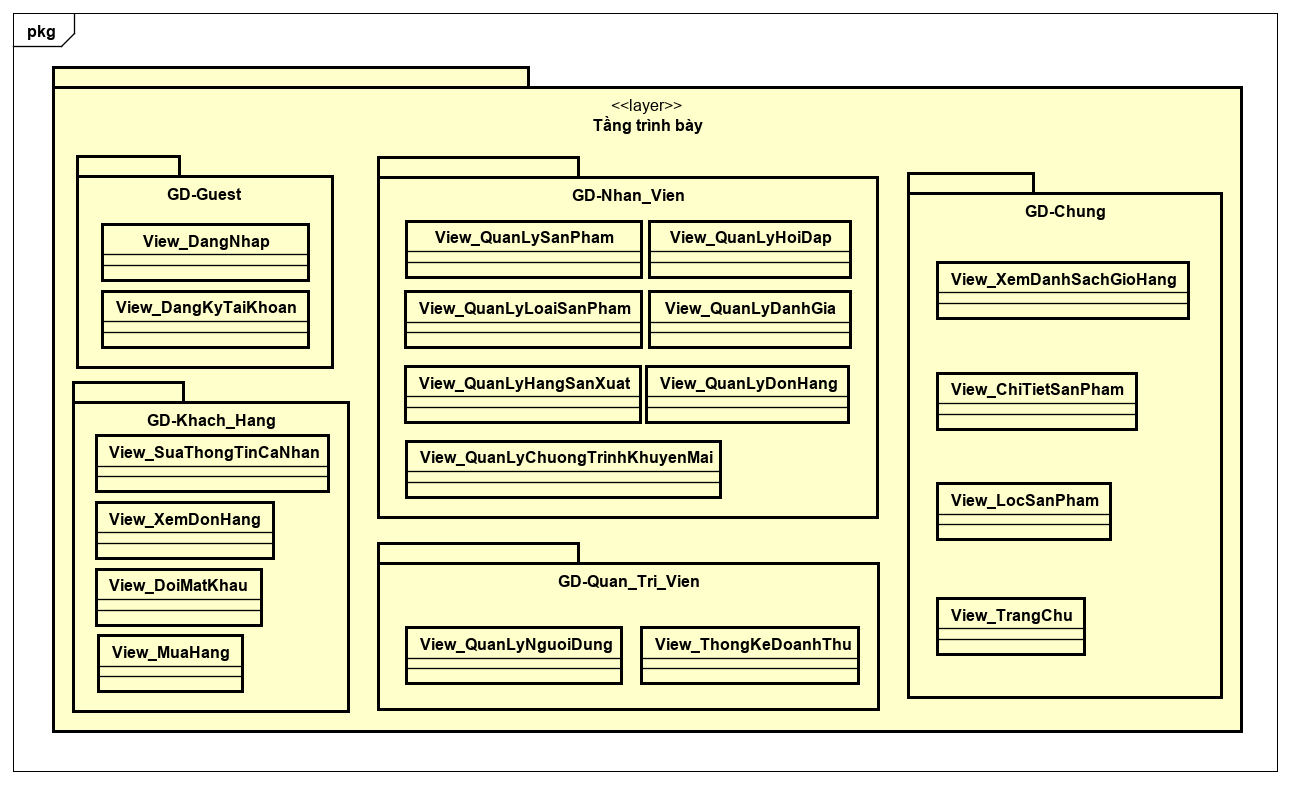 pkg
<<layer>>
Tầng trình bày
GD-Guest
View_DangNhap
View_DangKyTaiKhoan
GD-Khach_Hang
View_SuaThongTinCaNhan
View_XemDonHang
View_DoiMatKhau
View_MuaHang
GD-Nhan_Vien
View_QuanLySanPham
View_QuanLyHoiDap
View_QuanLyLoaiSanPham
View_QuanLyDanhGia
View_QuanLyHangSanXuat
View_QuanLyDonHang
View_QuanLyChuongTrinhKhuyenMai
GD-Quan_Tri_Vien
View_QuanLyNguoiDung
View_ThongKeDoanhThu
GD-Chung
View_XemDanhSachGioHang
View_ChiTietSanPham
View_LocSanPham
View_TrangChu